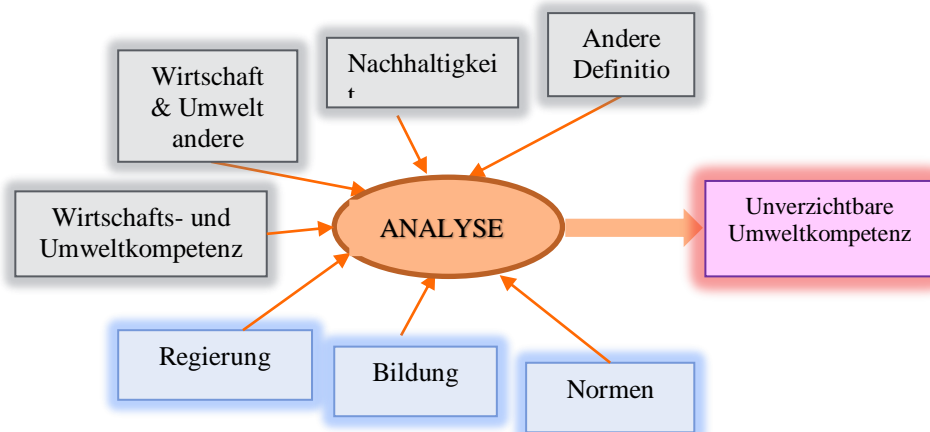 Wirtschaft
& Umwelt
andere
Nachhaltigkei
t
Andere
Definitio
Wirtschafts- und
Umweltkompetenz
ANALYSE
Unverzichtbare
Umweltkompetenz
Regierung
Bildung
Normen